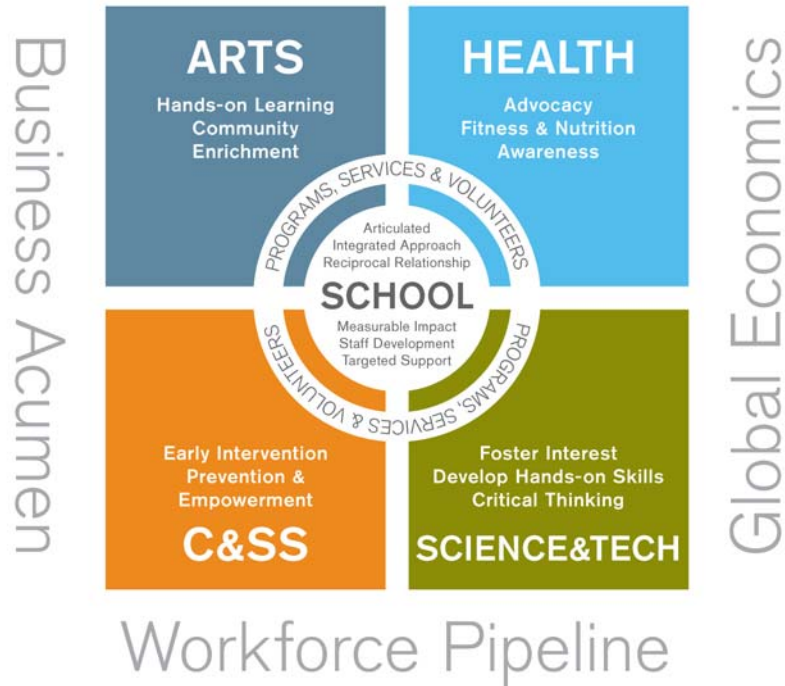 Business Acumen
ARTS
Hands-on Learning
Community
Enrichment
HEALTH
Advocacy
Fitness & Nutrition
Awareness
PROGRAMS, SERVICES & VOLUNTEERS
Articulated
Integrated Approach
Reciprocal Relationship
SCHOOL
Measurable Impact
Staff Development
Targeted Support
PROGRAMS, SERVICES & VOLUNTEERS
Early Intervention
Prevention &
Empowerment
C&SS
Foster Interest
Develop Hands-on Skills
Critical Thinking
SCIENCE&TECH
Global Economics
Workforce Pipeline